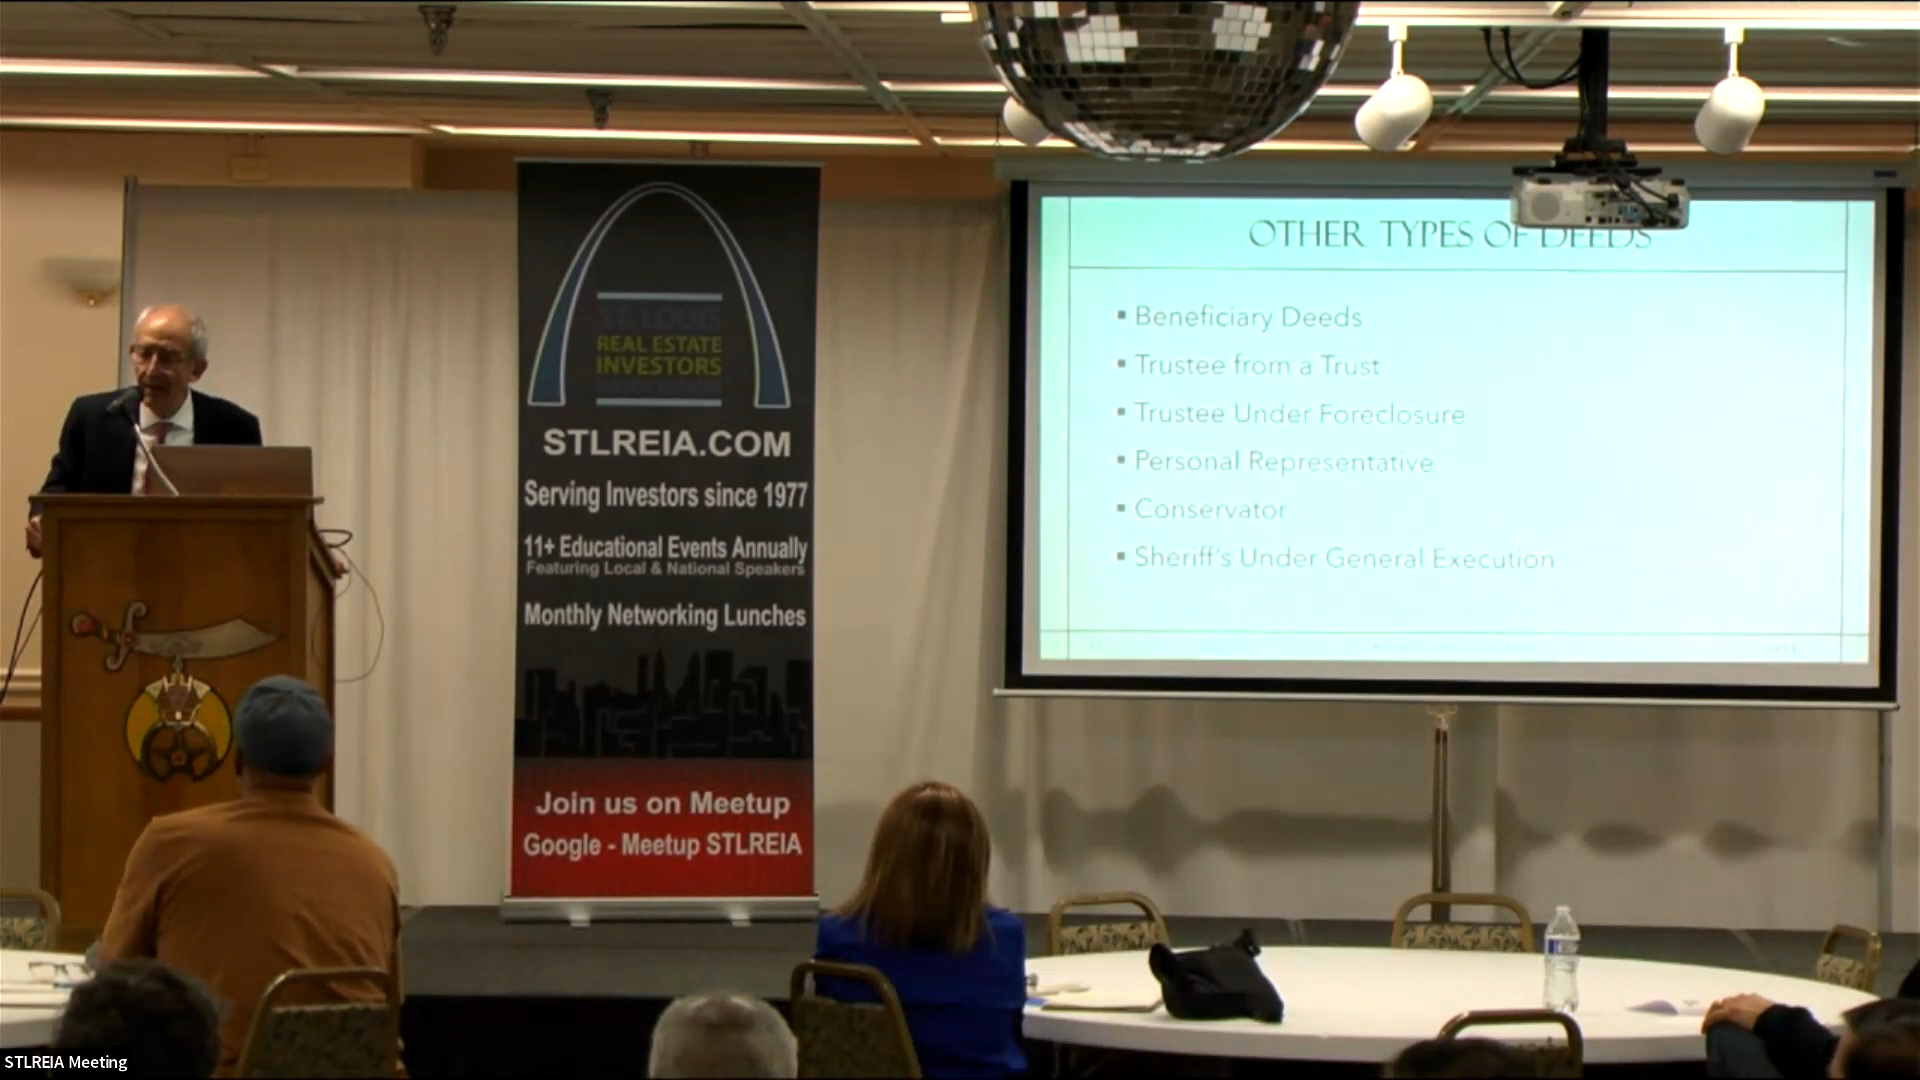 ST. LOUIS
REAL ESTATE
INVESTORS
STLREIA.COM
Serving Investors since 1977
11+ Educational Events Annually
Featuring Local & National Speakers
Monthly Networking Lunches
Join us on Meetup
Google - Meetup STLREIA
OTHER TYPES OF DEEDS
▪ Beneficiary Deeds
▪ Trustee from a Trust
▪ Trustee Under Foreclosure
▪ Personal Representative
▪ Conservator
▪ Sheriff's Under General Execution
STLREIA Meeting